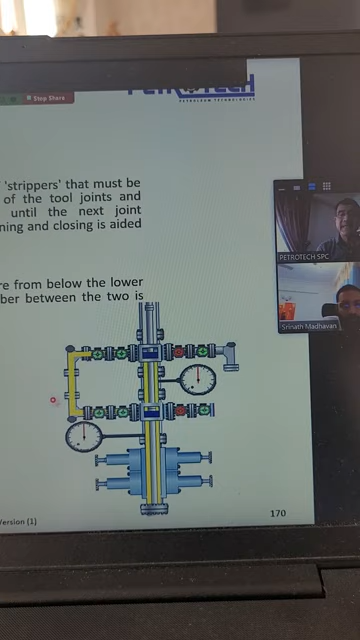 Stop Share
PETROTECH
PETROLEUM TECHNOLOGIES
'strippers' that must be
of the tool joints and
until the next joint
ning and closing is aided
re from below the lower
ber between the two is
PETROTECH SPC
Srinath Madhavan
Version (1)
170